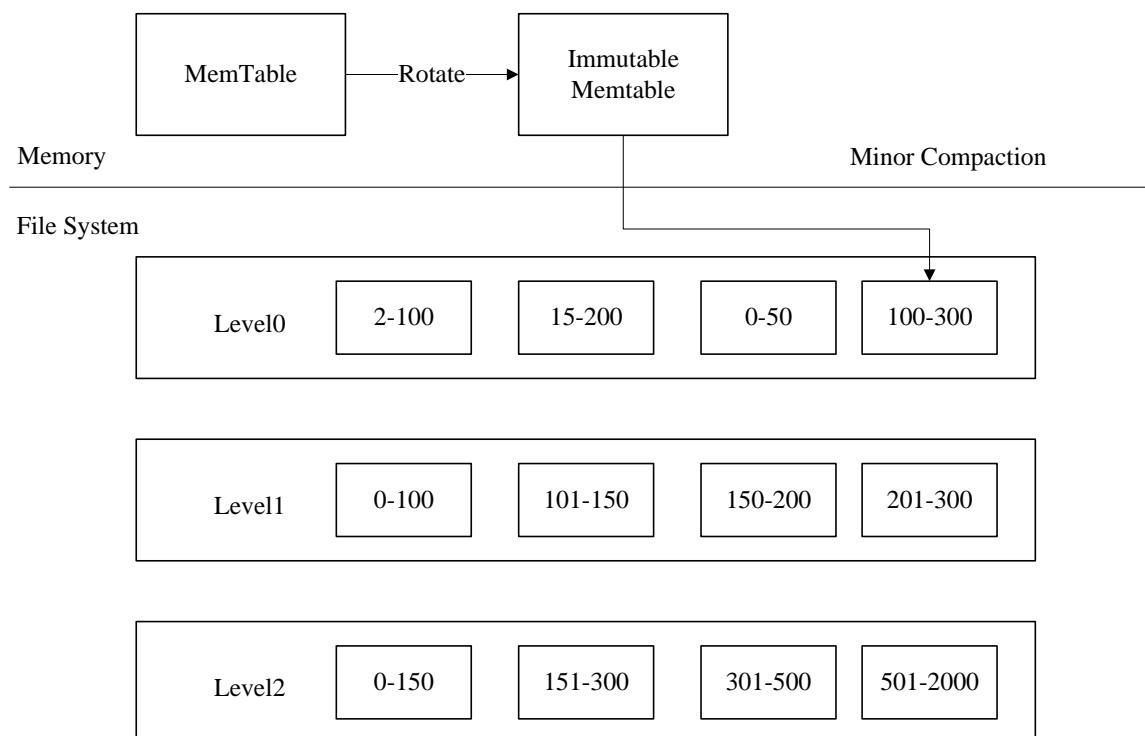 MemTable
Rotate
Immutable
Memtable
Memory
Minor Compaction
File System
Level0
2-100
15-200
0-50
100-300
Level1
0-100
101-150
150-200
201-300
Level2
0-150
151-300
301-500
501-2000